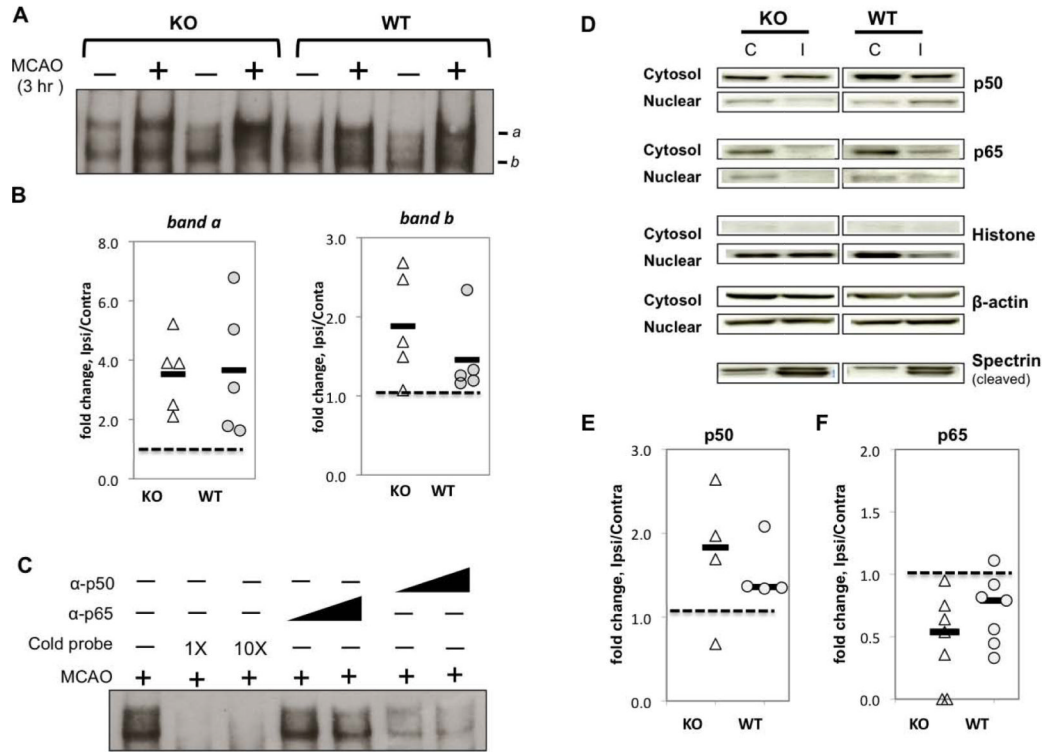 A
KO
WT
MCAO
(3 hr )
— + — + — + — +
a
b
B
band a
fold change, Ipsi/Contra
8.0
6.0
4.0
2.0
0.0
KO WT
band b
fold change, Ipsi/Conta
3.0
2.0
1.0
0.0
KO WT
C
α-p50 — — — — —
α-p65 — — — — —
Cold probe — 1X 10X — — — —
MCAO + + + + + + +
D
KO WT
C I C I
Cytosol
Nuclear
p50
Cytosol
Nuclear
p65
Cytosol
Nuclear
Histone
Cytosol
Nuclear
β-actin
Spectrin
(cleaved)
E
p50
fold change, Ipsi/Contra
3.0
2.0
1.0
0.0
KO WT
F
p65
fold change, Ipsi/Contra
2.0
1.5
1.0
0.5
0.0
KO WT